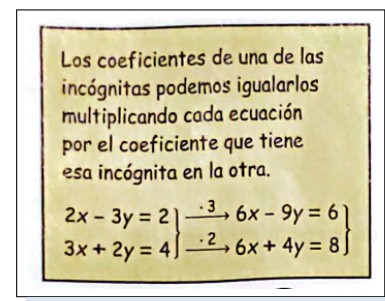 Los coeficientes de una de las
incógnitas podemos igualarlos
multiplicando cada ecuación
por el coeficiente que tiene
esa incógnita en la otra.
2x − 3y = 2 } ·3 → 6x − 9y = 6 }
3x + 2y = 4 } ·2 → 6x + 4y = 8 }